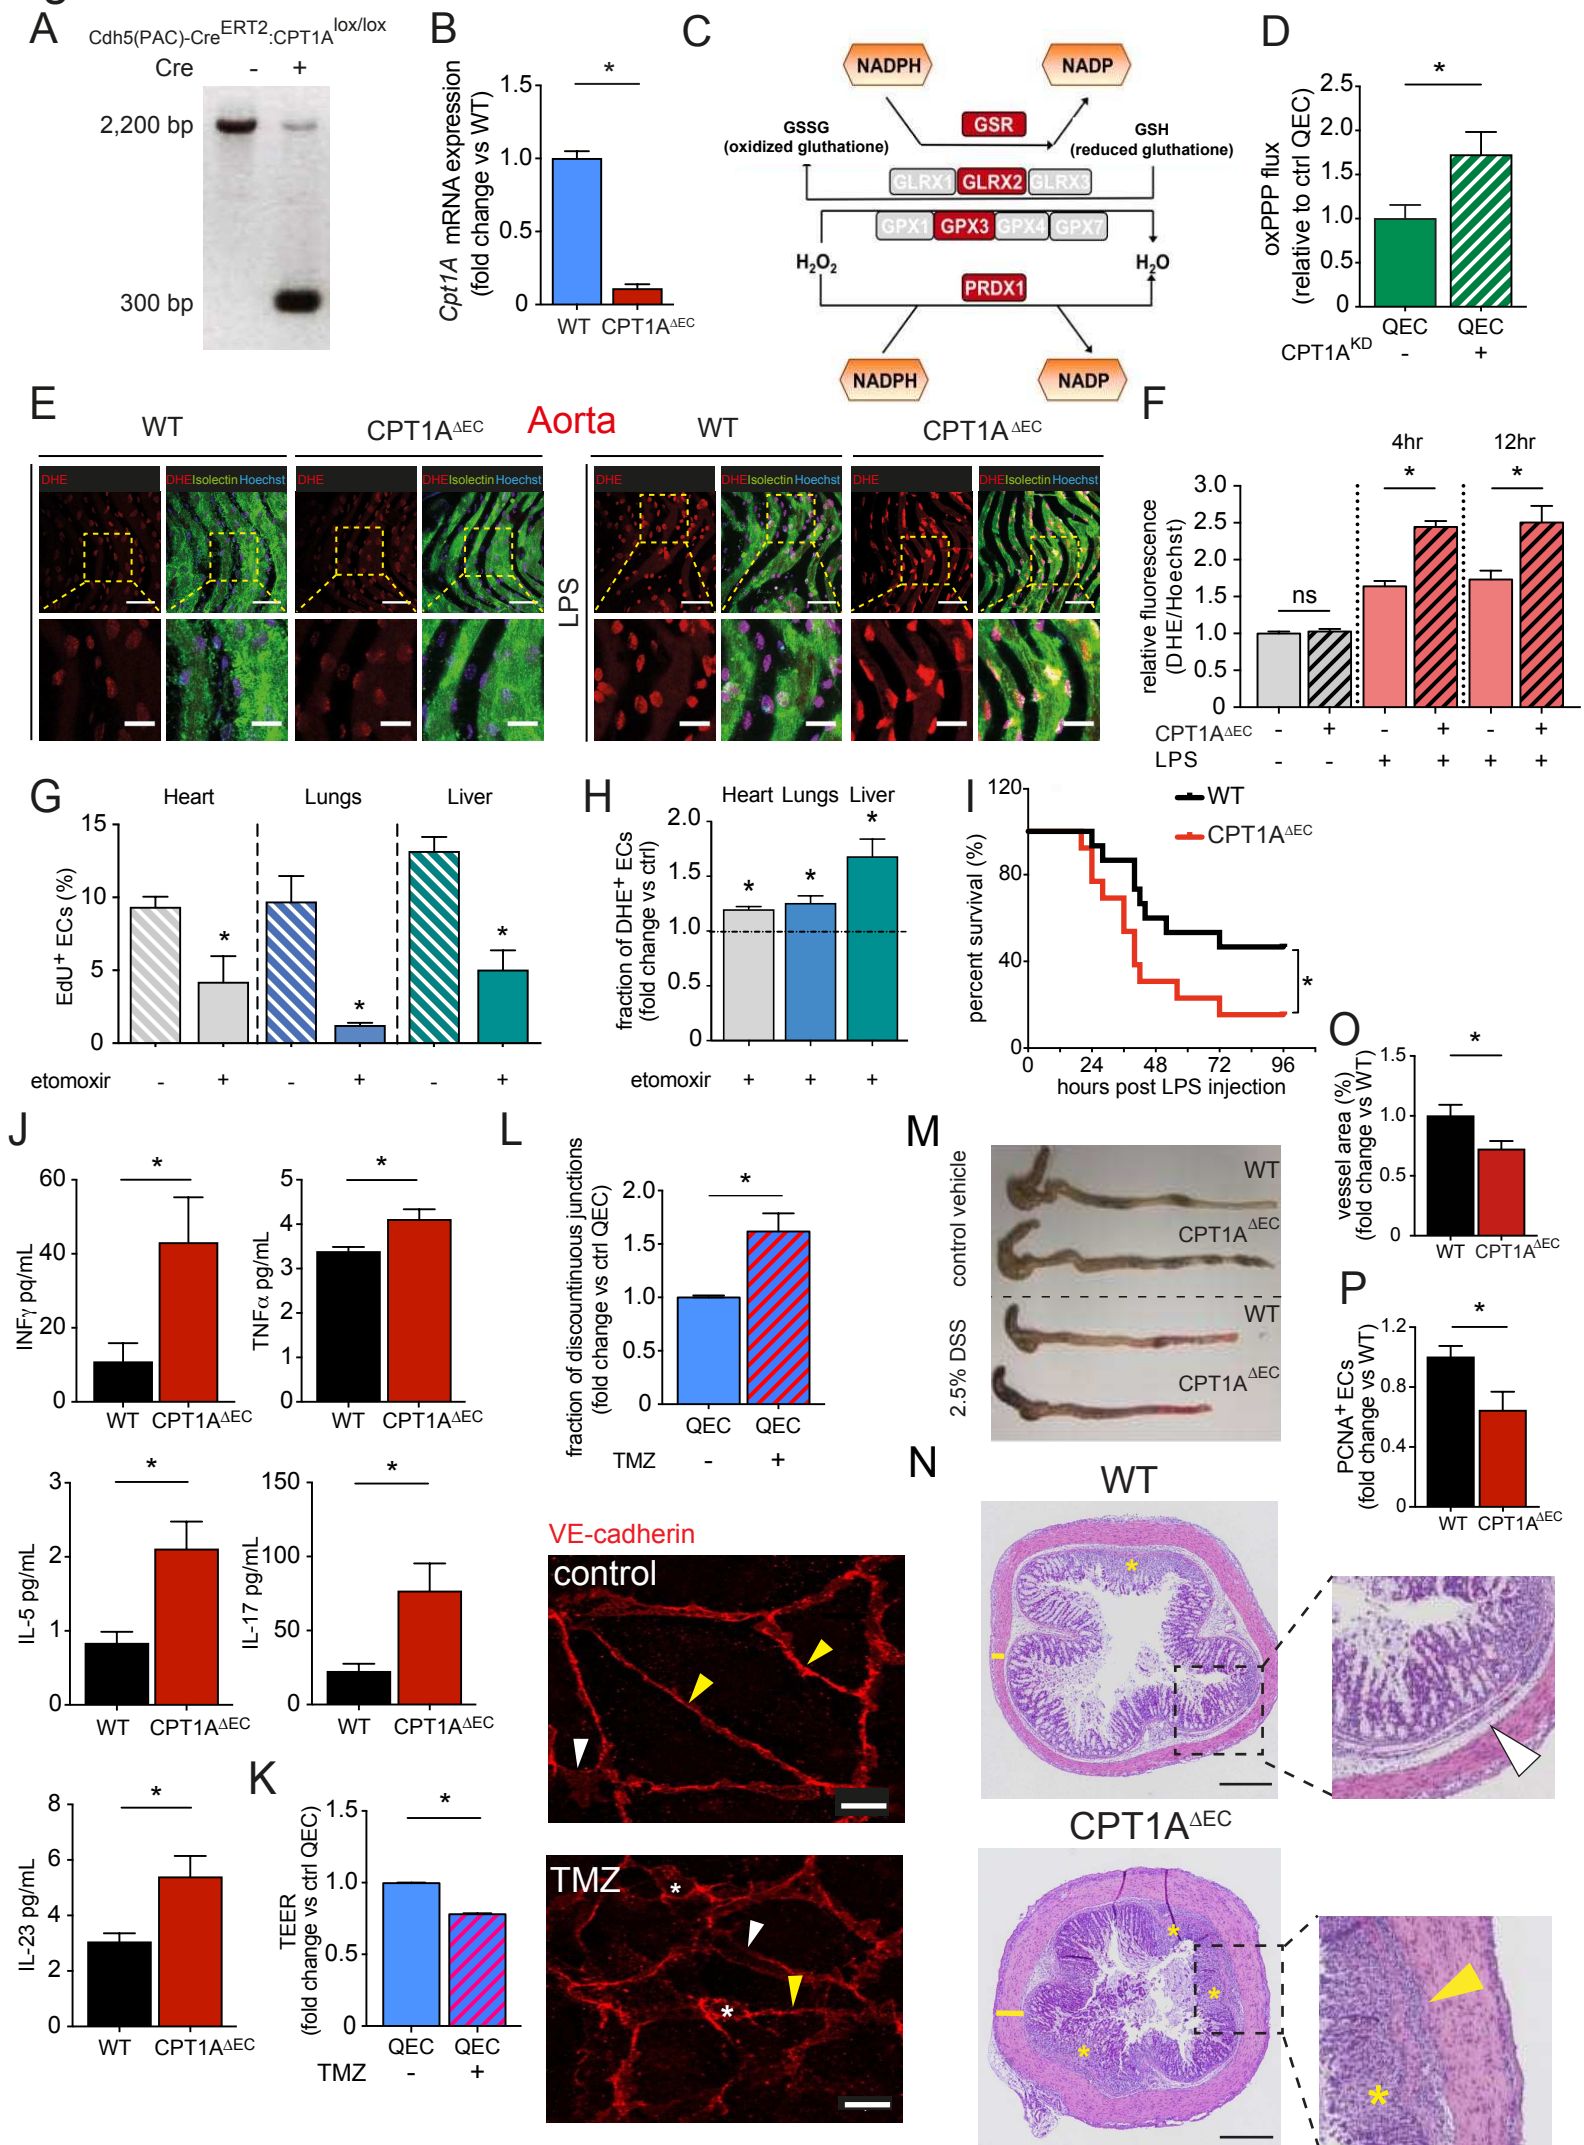 A
Cdh5(PAC)-CreERT2:CPT1Alox/lox
Cre - +
2,200 bp
300 bp
B
Cpt1A mRNA expression
(fold change vs WT)
1.5
1.0
0.5
0
*
WT CPT1AΔEC
C
NADPH NADP
GSR
GSSG
(oxidized gluthatione)
GSH
(reduced gluthatione)
GLRX1 GLRX2 GLRX3
GPX1 GPX3 GPX4 GPX7
H2O2 H2O
PRDX1
NADPH NADP
D
oxPPP flux
(relative to ctrl QEC)
2.5
2.0
1.5
1.0
0.5
0
*
QEC QEC
CPT1AKD - +
E
Aorta
WT CPT1AΔEC WT CPT1AΔEC
DHE DHEIsolectinHoechst DHE DHEIsolectinHoechst
LPS
DHE DHEIsolectinHoechst DHE DHEIsolectinHoechst
F
4hr 12hr
relative fluorescence
(DHE/Hoechst)
3.0
2.5
2.0
1.5
1.0
0.5
0
ns * *
CPT1AΔEC - + - + - +
LPS - - + + + +
G
Heart Lungs Liver
EdU+ ECs (%)
15
10
5
0
* * *
etomoxir - + - + - +
H
Heart Lungs Liver
fraction of DHE+ ECs
(fold change vs ctrl)
2.0
1.5
1.0
0.5
0
* * *
etomoxir + + +
I
percent survival (%)
120
80
40
0
WT
CPT1AΔEC
*
0 24 48 72 96
hours post LPS injection
J
INFγ pq/mL
60
40
20
0
*
WT CPT1AΔEC
TNFα pg/mL
5
4
3
2
1
0
*
WT CPT1AΔEC
IL-5 pg/mL
3
2
1
0
*
WT CPT1AΔEC
IL-17 pg/mL
150
100
50
0
*
WT CPT1AΔEC
IL-23 pg/mL
8
6
4
2
0
*
WT CPT1AΔEC
K
TEER
(fold change vs ctrl QEC)
1.5
1.0
0.5
0
*
QEC QEC
TMZ - +
L
fraction of discountinuous junctions
(fold change vs ctrl QEC)
2.0
1.5
1.0
0.5
0
*
QEC QEC
TMZ - +
VE-cadherin
control
TMZ
* *
M
control vehicle
WT
CPT1AΔEC
2.5% DSS
WT
CPT1AΔEC
N
WT
*
CPT1AΔEC
* * *
*
O
vessel area (%)
(fold change vs WT)
1.5
1.0
0.5
0
*
WT CPT1AΔEC
P
PCNA+ ECs
(fold change vs WT)
1.2
0.8
0.4
0
*
WT CPT1AΔEC